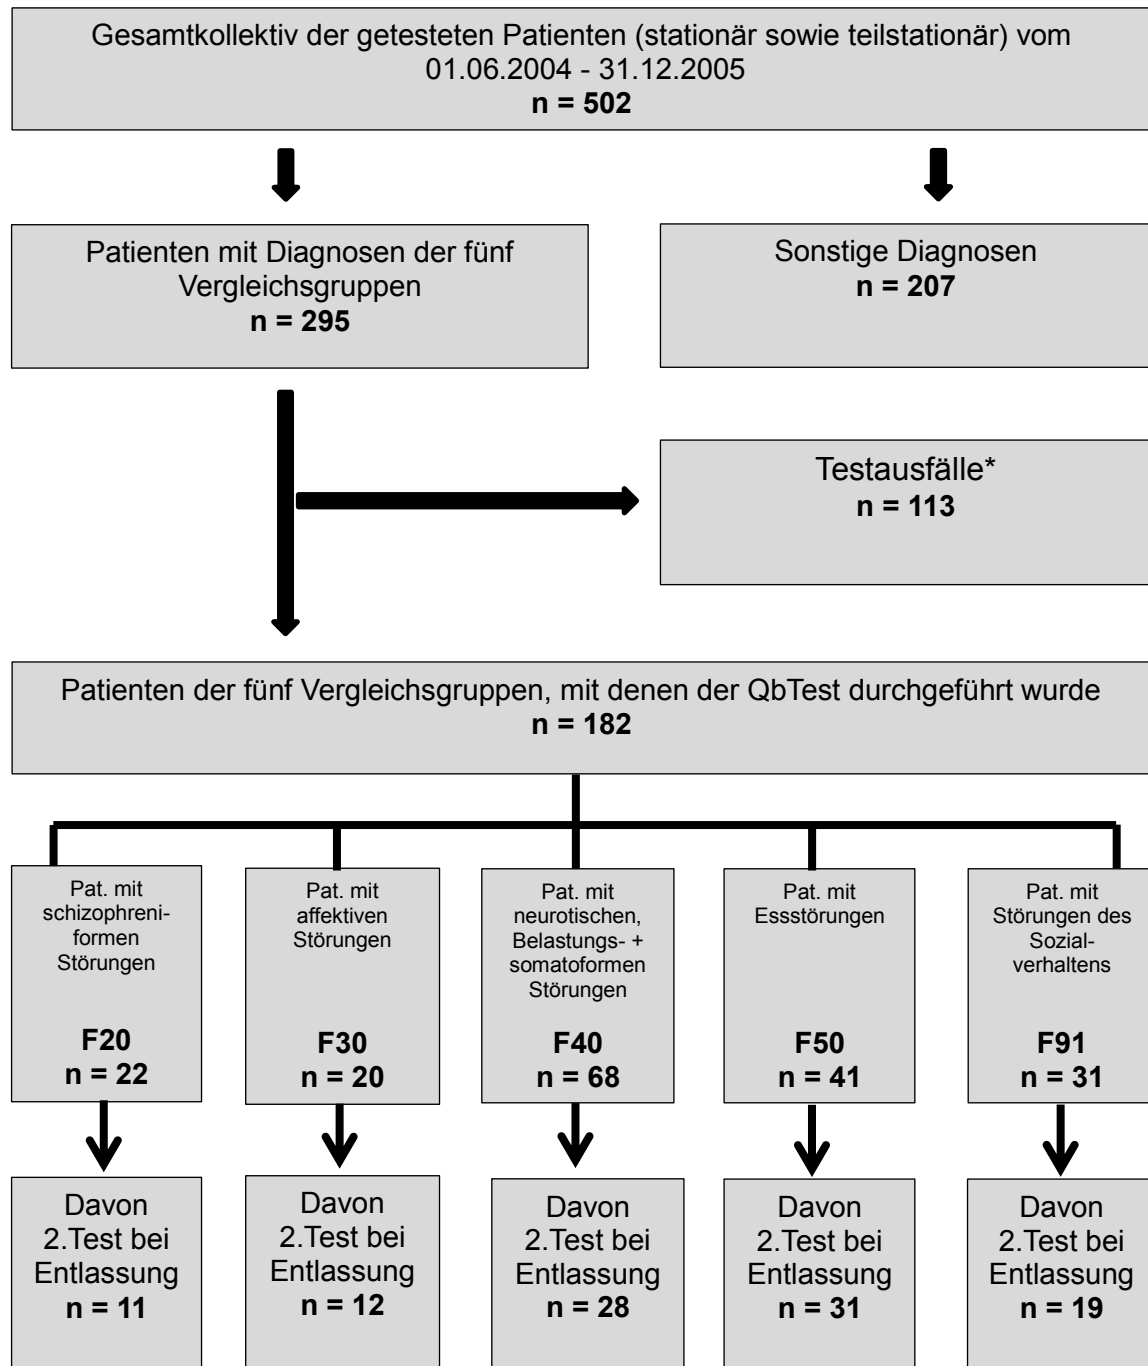 Gesamtkollektiv der getesteten Patienten (stationär sowie teilstationär) vom
01.06.2004 - 31.12.2005
n = 502
Patienten mit Diagnosen der fünf
Vergleichsgruppen
n = 295
Sonstige Diagnosen
n = 207
Testausfälle*
n = 113
Patienten der fünf Vergleichsgruppen, mit denen der QbTest durchgeführt wurde
n = 182
Pat. mit
schizophreni-
formen
Störungen
F20
n = 22
Pat. mit
affektiven
Störungen
F30
n = 20
Pat. mit
neurotischen,
Belastungs- +
somatoformen
Störungen
F40
n = 68
Pat. mit
Essstörungen
F50
n = 41
Pat. mit
Störungen des
Sozial-
verhaltens
F91
n = 31
Davon
2.Test bei
Entlassung
n = 11
Davon
2.Test bei
Entlassung
n = 12
Davon
2.Test bei
Entlassung
n = 28
Davon
2.Test bei
Entlassung
n = 31
Davon
2.Test bei
Entlassung
n = 19